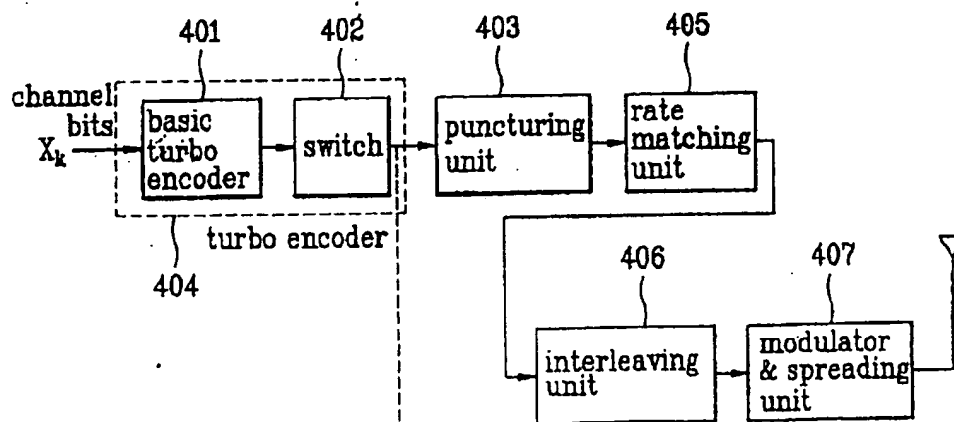 401
402
403
405
channel
bits
X_k
basic
turbo
encoder
switch
puncturing
unit
rate
matching
unit
turbo encoder
404
406
407
interleaving
unit
modulator
& spreading
unit